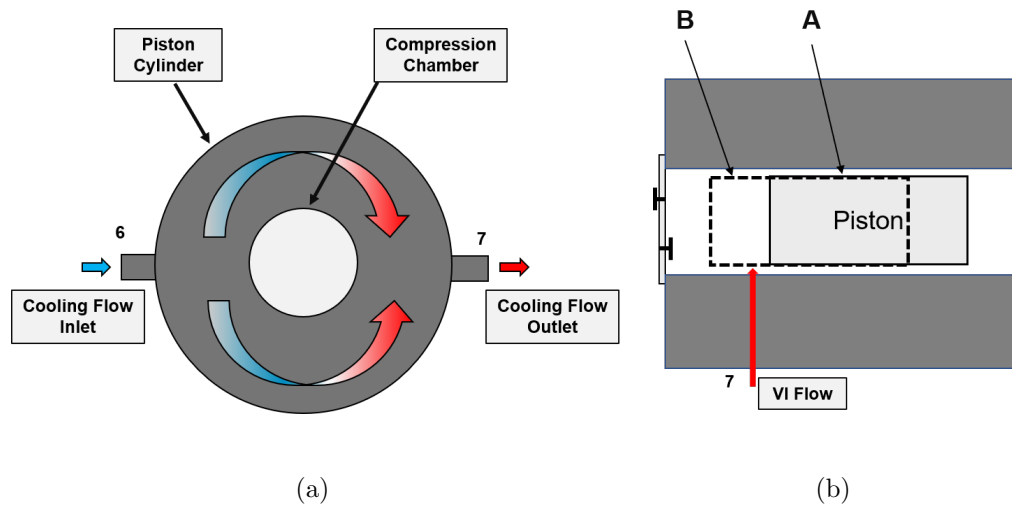 Piston
Cylinder
Compression
Chamber
6
7
Cooling Flow
Inlet
Cooling Flow
Outlet
(a)
B
A
Piston
7
VI Flow
(b)